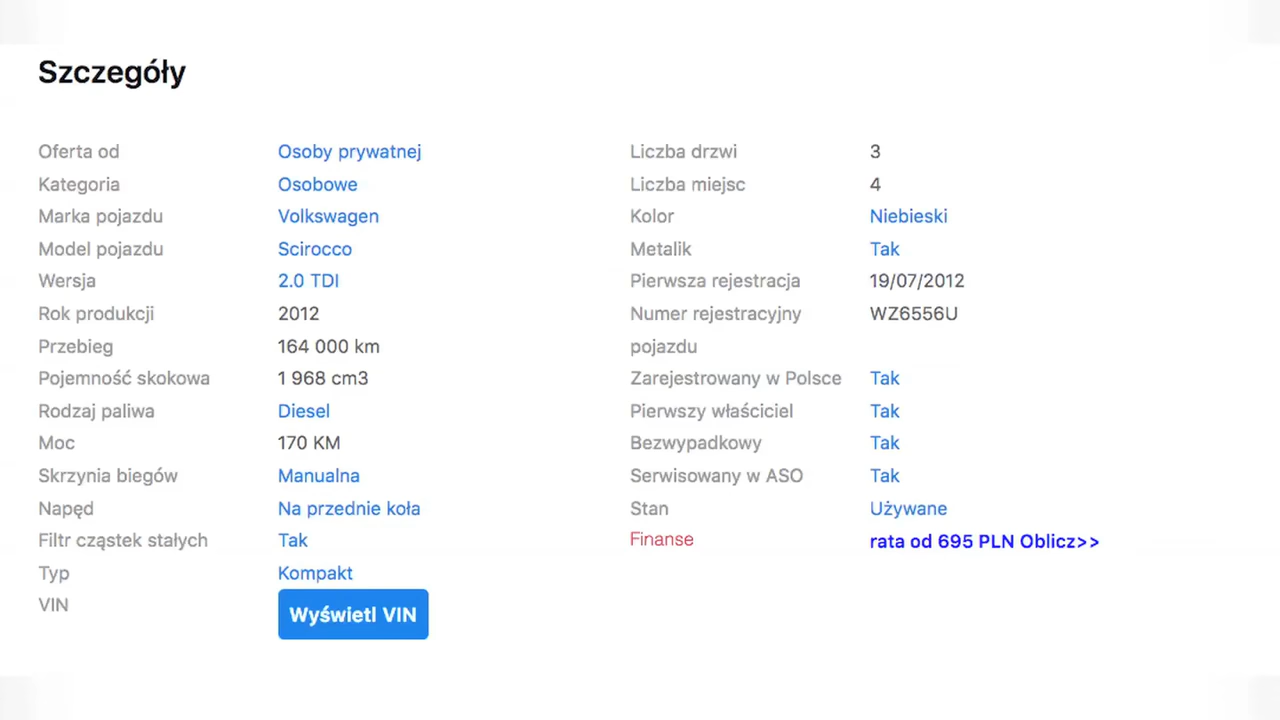 Szczegóły
Oferta od Osoby prywatnej
Kategoria Osobowe
Marka pojazdu Volkswagen
Model pojazdu Scirocco
Wersja 2.0 TDI
Rok produkcji 2012
Przebieg 164 000 km
Pojemność skokowa 1 968 cm3
Rodzaj paliwa Diesel
Moc 170 KM
Skrzynia biegów Manualna
Napęd Na przednie koła
Filtr cząstek stałych Tak
Typ Kompakt
VIN Wyświetl VIN
Liczba drzwi 3
Liczba miejsc 4
Kolor Niebieski
Metalik Tak
Pierwsza rejestracja 19/07/2012
Numer rejestracyjny WZ6556U
pojazdu
Zarejestrowany w Polsce Tak
Pierwszy właściciel Tak
Bezwypadkowy Tak
Serwisowany w ASO Tak
Stan Używane
Finanse rata od 695 PLN Oblicz>>